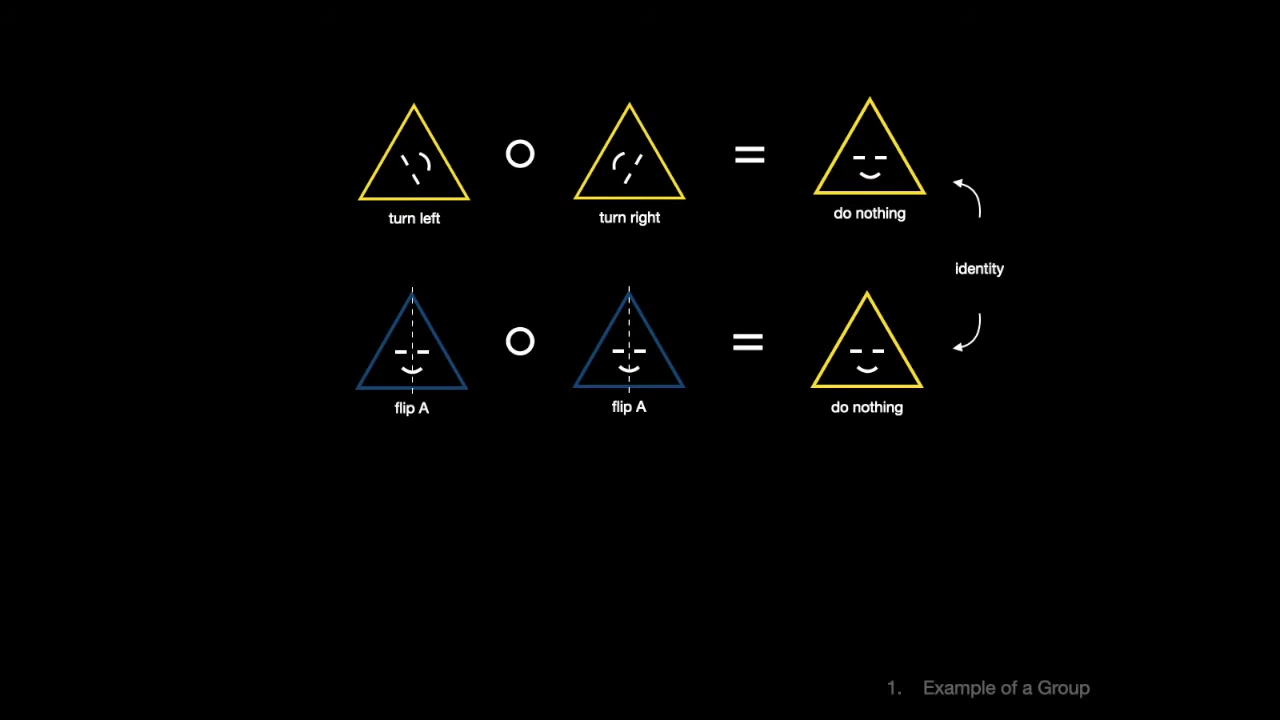 turn left
turn right
do nothing
identity
flip A
flip A
do nothing
1. Example of a Group